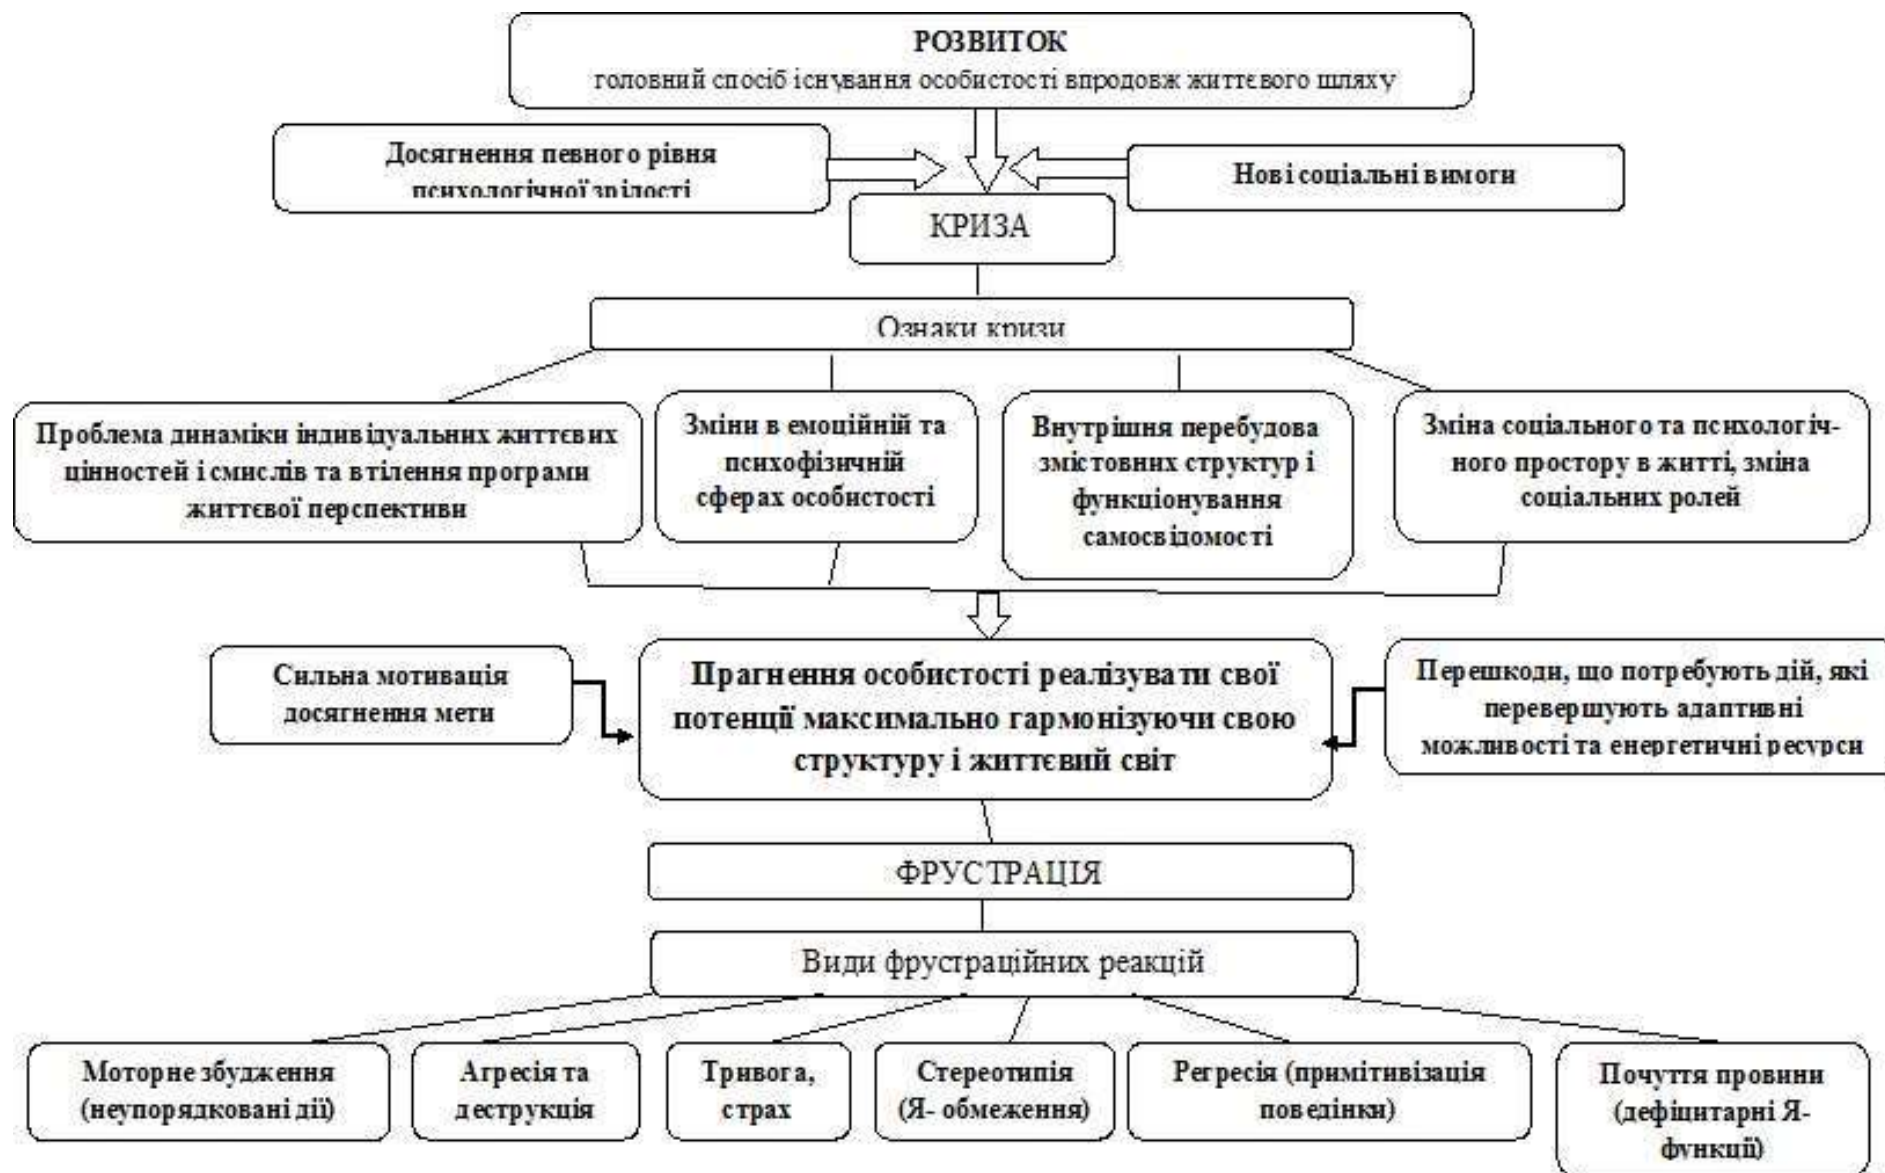 РОЗВИТОК
головний спосіб існування особистості впродовж життєвого шляху
Досягнення певного рівня
психологічної зрілості
Нові соціальні вимоги
КРИЗА
Ознаки кризи
Проблема динаміки індивідуальних життєвих
цінностей і смислів та втілення програми
життєвої перспективи
Зміни в емоційній та
психофізичній
сферах особистості
Внутрішня перебудова
змістовних структур і
функціонування
самосвідомості
Зміна соціального та психологіч-
ного простору в житті, зміна
соціальних ролей
Сильна мотивація
досягнення мети
Прагнення особистості реалізувати свої
потенції максимально гармонізуючи свою
структуру і життєвий світ
Перешкоди, що потребують дій, які
перевершують адаптивні
можливості та енергетичні ресурси
ФРУСТРАЦІЯ
Види фрустраційних реакцій
Моторне збудження
(неупорядковані дії)
Агресія та
деструкція
Тривога,
страх
Стереотипія
(Я- обмеження)
Регресія (примітивізація
поведінки)
Почуття провини
(дефіцитарні Я-
функції)